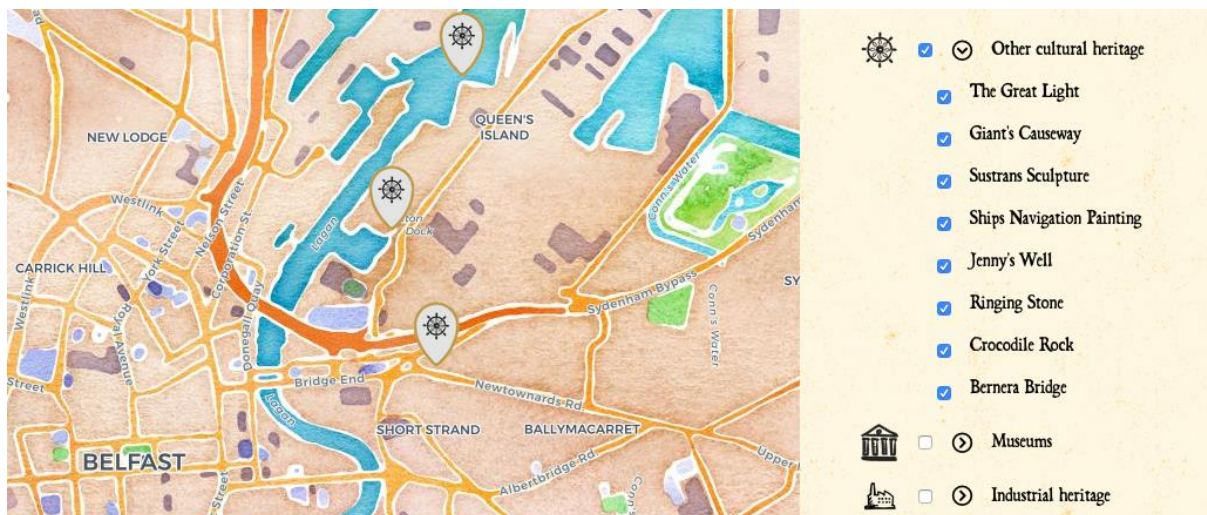 QUEEN'S
ISLAND
NEW LODGE
Westlink
Nelson Street
Corporation St.
York Street
Lagan
ton
Dock
Conn's Water
Sydenham
CARRICK HILL
Westlink
Royal Avenue
Donegall Quay
Sydenham Bypass
SY
Conn's Water
Street
Bridge End
Newtownards Rd
Lagan
SHORT STRAND
BALLYMACARRET
BELFAST
Street
Albertbridge Rd
Conn's
Upper
Other cultural heritage
The Great Light
Giant's Causeway
Sustrans Sculpture
Ships Navigation Painting
Jenny's Well
Ringing Stone
Crocodile Rock
Bernera Bridge
Museums
Industrial heritage